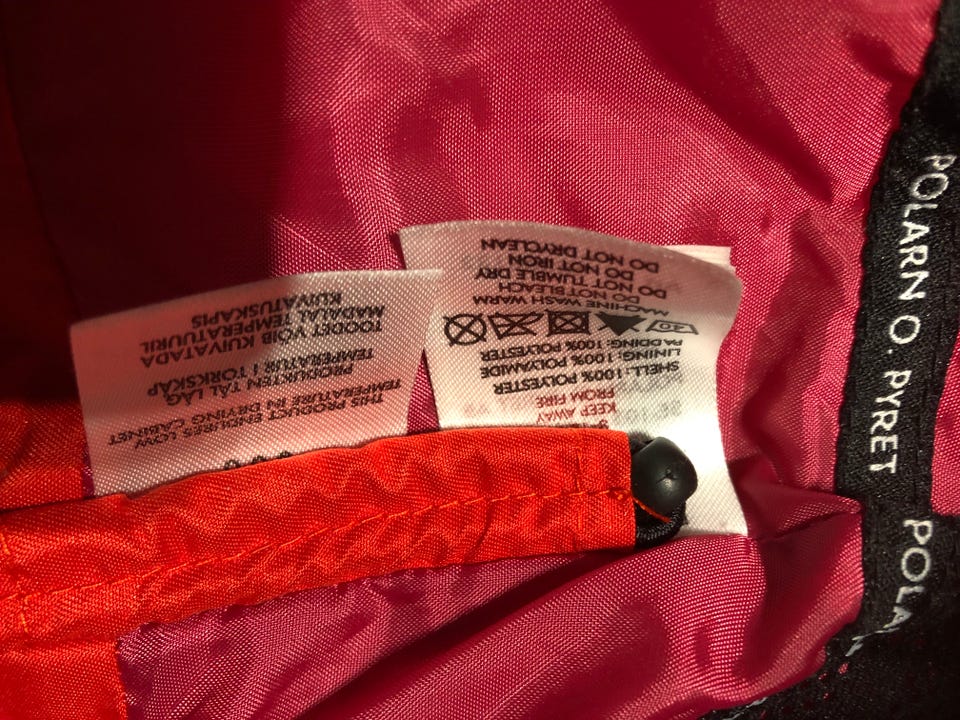 THIS PRODUCT ENDURES LOW
TEMPERATURE IN DRYING CABINET
PRODUKTEN TÅL LÅG
TEMPERATUR I TORKSKÅP
TOODET VÕIB KUIVATADA
MADALAL TEMPERATUURIL
KUIVATUSKAPIS
KEEP AWAY
FROM FIRE
SHELL: 100% POLYESTER
LINING: 100% POLYAMIDE
PADDING: 100% POLYESTER
40
MACHINE WASH WARM
DO NOT BLEACH
DO NOT TUMBLE DRY
DO NOT IRON
DO NOT DRYCLEAN
POLARN O. PYRET
POLA